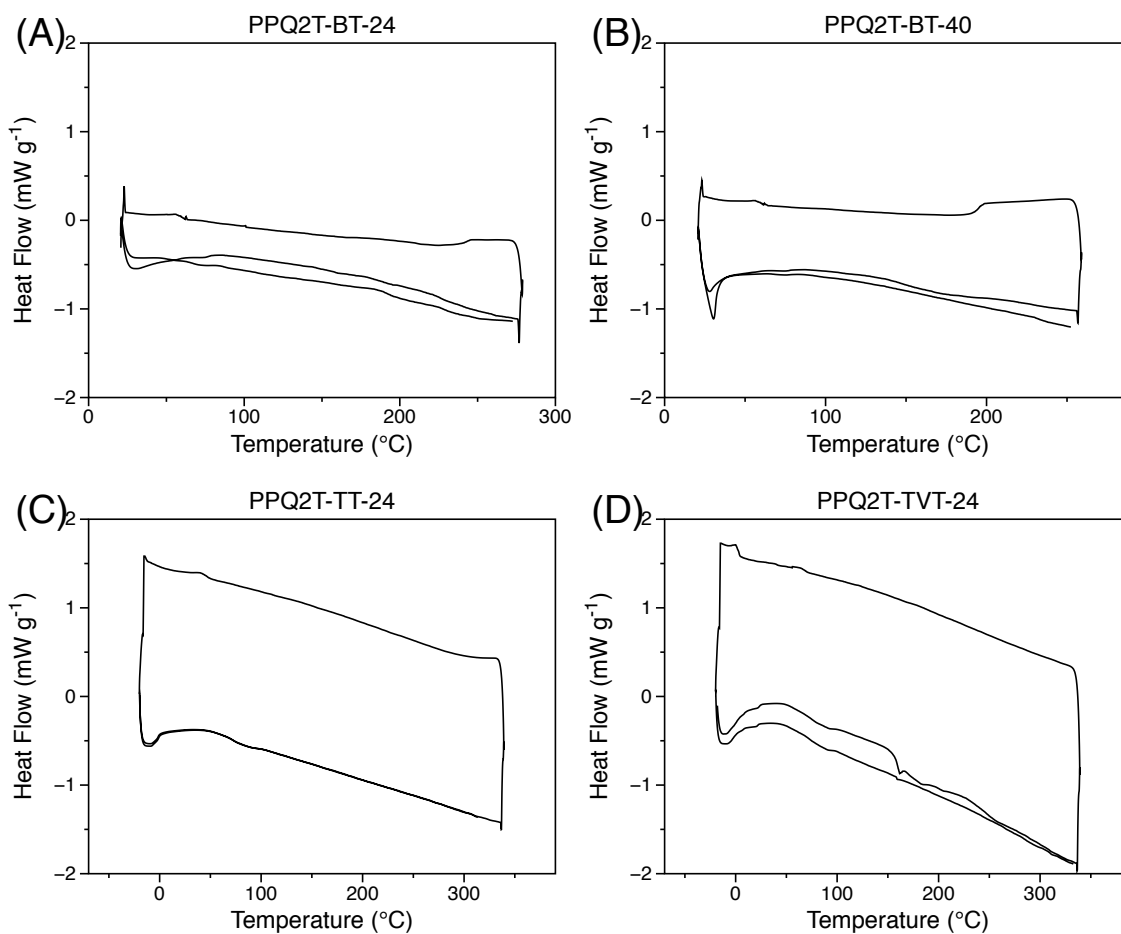 (A)
PPQ2T-BT-24
2
1
0
−1
−2
Heat Flow (mW g-1)
0
100
200
300
Temperature (°C)
(B)
PPQ2T-BT-40
2
1
0
−1
−2
Heat Flow (mW g-1)
0
100
200
Temperature (°C)
(C)
PPQ2T-TT-24
2
1
0
−1
−2
Heat Flow (mW g-1)
0
100
200
300
Temperature (°C)
(D)
PPQ2T-TVT-24
2
1
0
−1
−2
Heat Flow (mW g-1)
0
100
200
300
Temperature (°C)